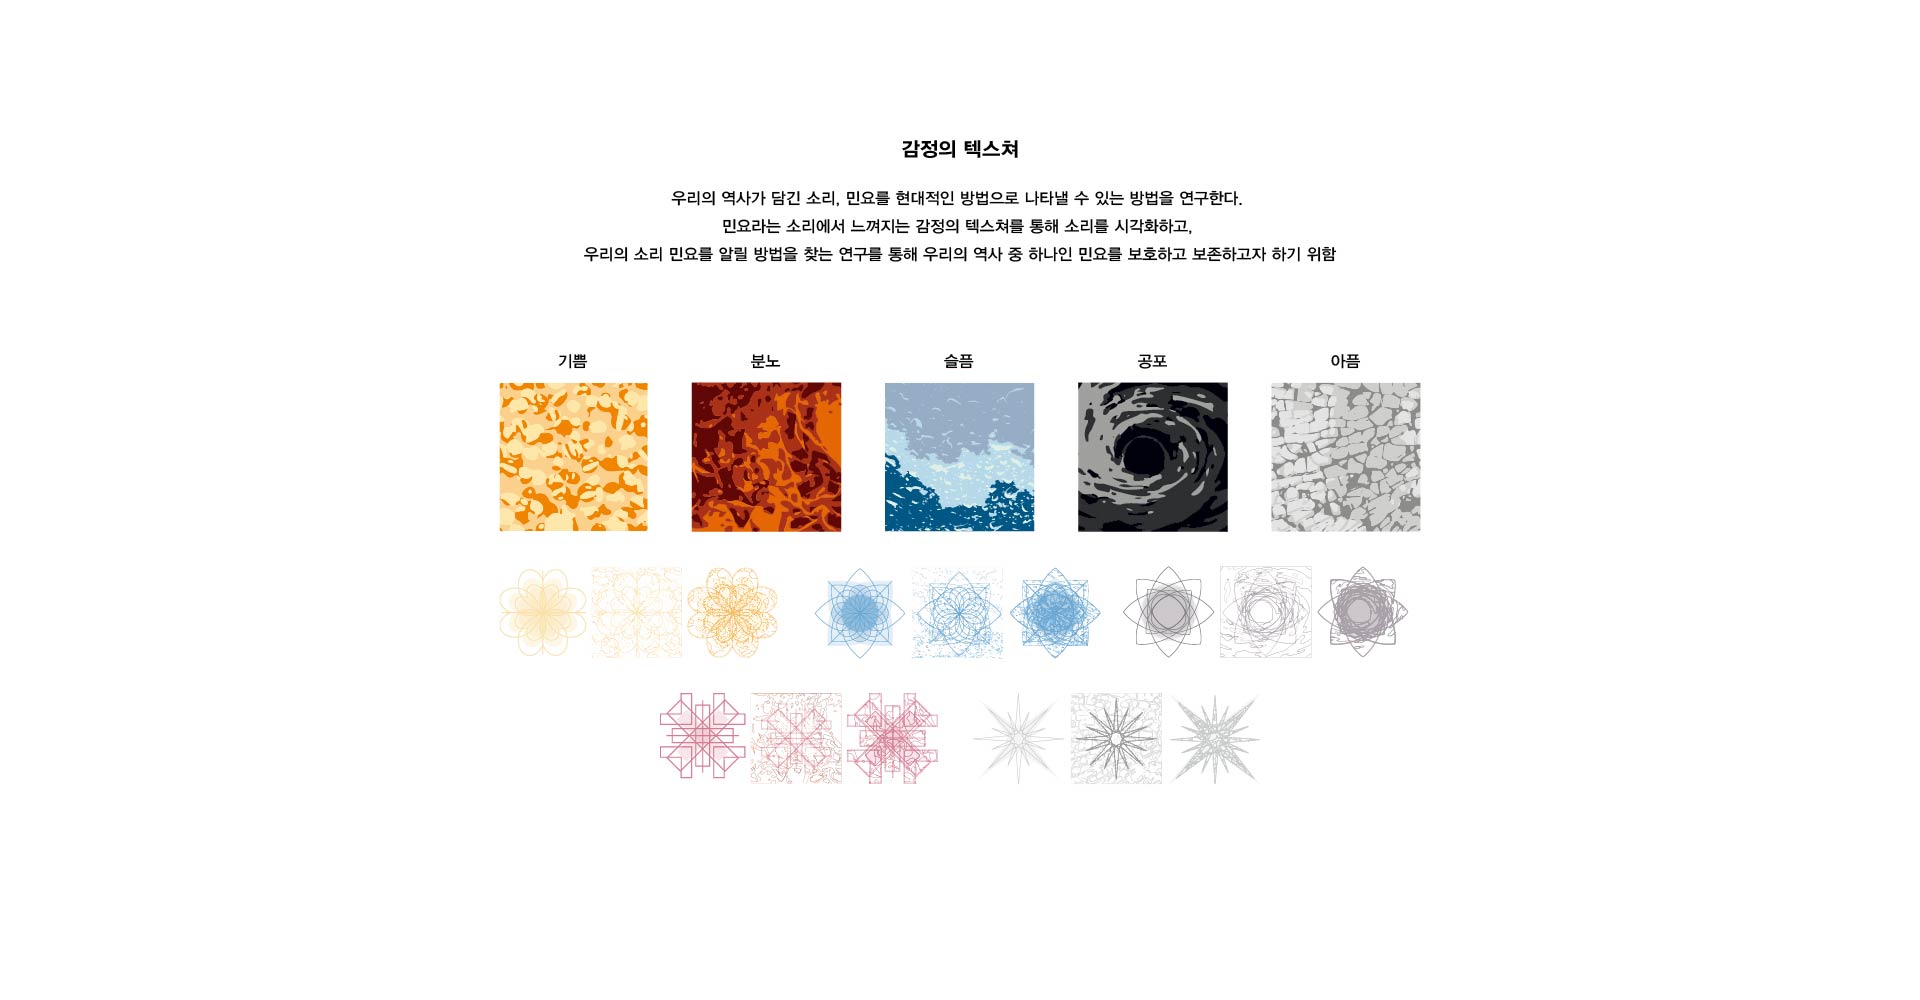 감정의 텍스쳐
우리의 역사가 담긴 소리, 민요를 현대적인 방법으로 나타낼 수 있는 방법을 연구한다.
민요라는 소리에서 느껴지는 감정의 텍스쳐를 통해 소리를 시각화하고,
우리의 소리 민요를 알릴 방법을 찾는 연구를 통해 우리의 역사 중 하나인 민요를 보호하고 보존하고자 하기 위함
기쁨
분노
슬픔
공포
아픔